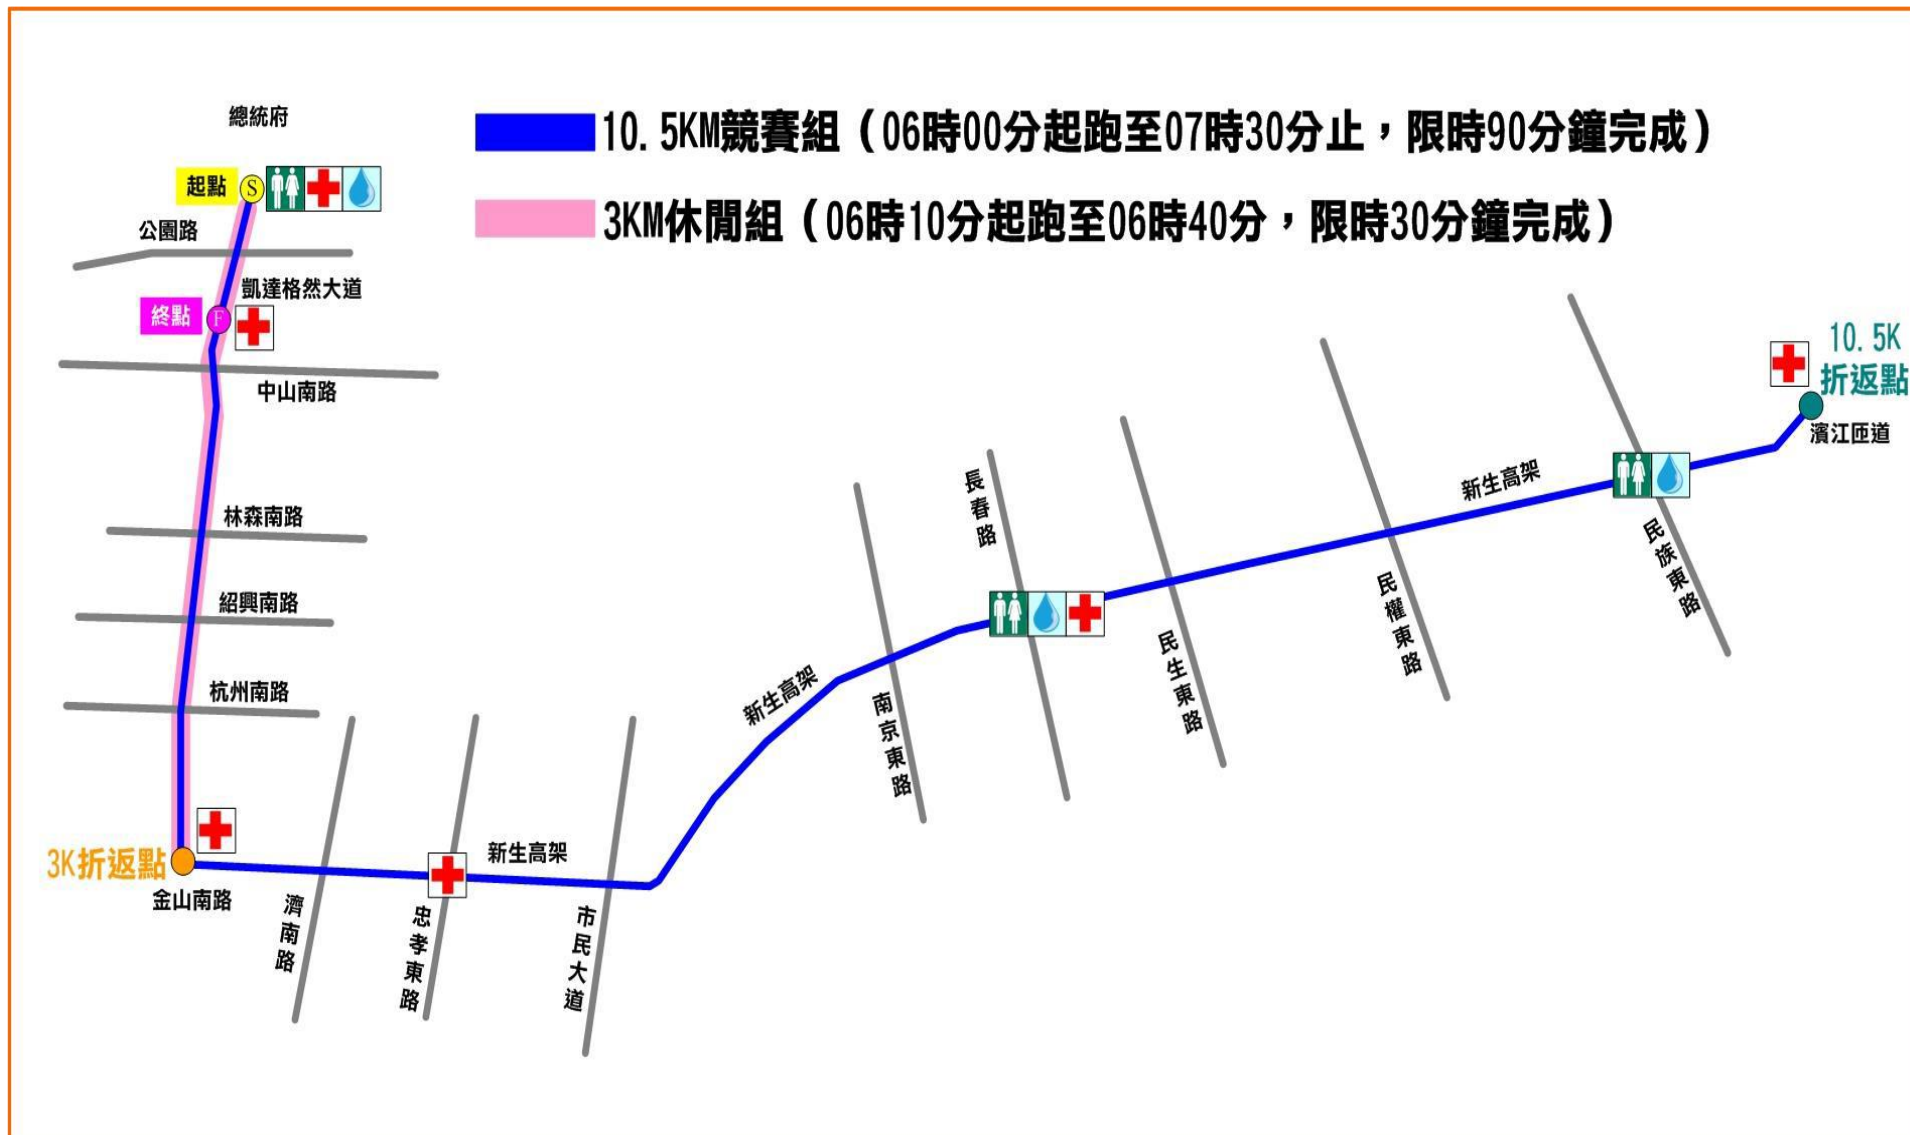 總統府
10.5KM競賽組（06時00分起跑至07時30分止，限時90分鐘完成）
起點
S
3KM休閒組（06時10分起跑至06時40分，限時30分鐘完成）
公園路
凱達格然大道
終點
F
中山南路
10.5K
折返點
濱江匝道
林森南路
紹興南路
杭州南路
長春路
新生高架
民族東路
民權東路
民生東路
新生高架
南京東路
3K折返點
金山南路
新生高架
濟南路
忠孝東路
市民大道